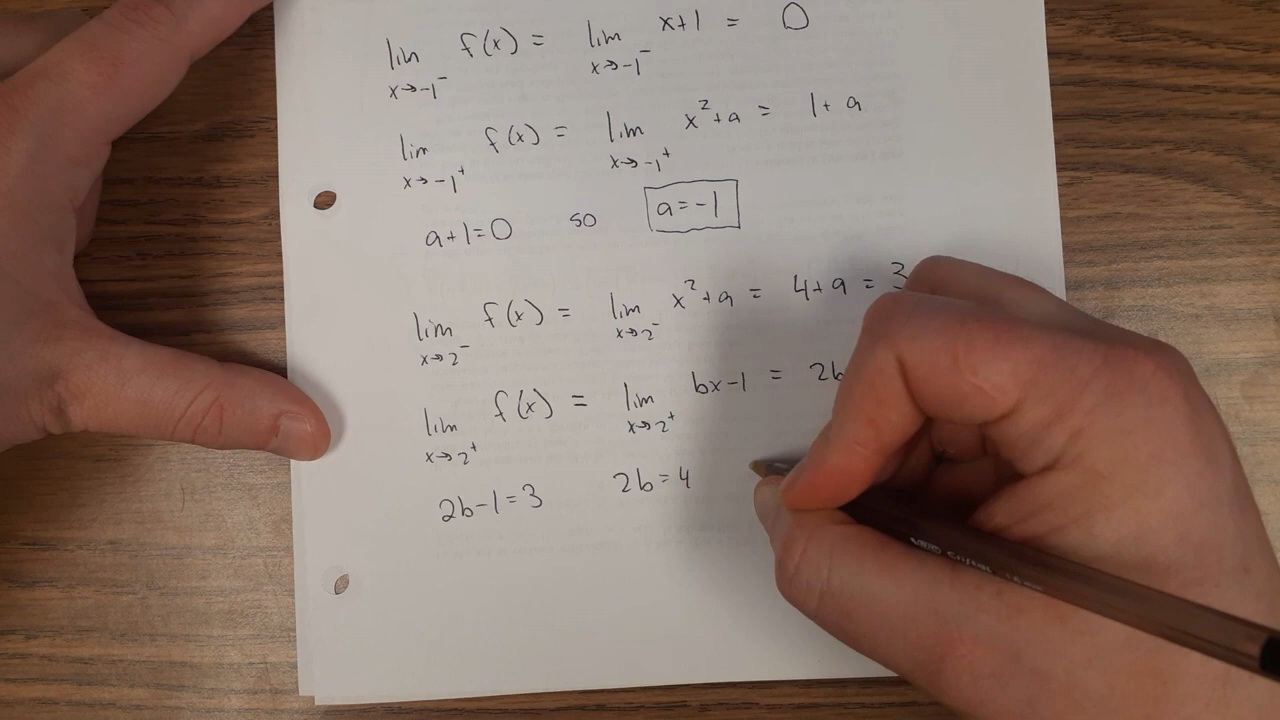 lim x→-1⁻ f(x) = lim x→-1⁻ x+1 = 0
lim x→-1⁺ f(x) = lim x→-1⁺ x²+a = 1+a
a+1=0 so a=-1
lim x→2⁻ f(x) = lim x→2⁻ x²+a = 4+a = 3
lim x→2⁺ f(x) = lim x→2⁺ bx-1 = 2b
2b-1=3 2b=4